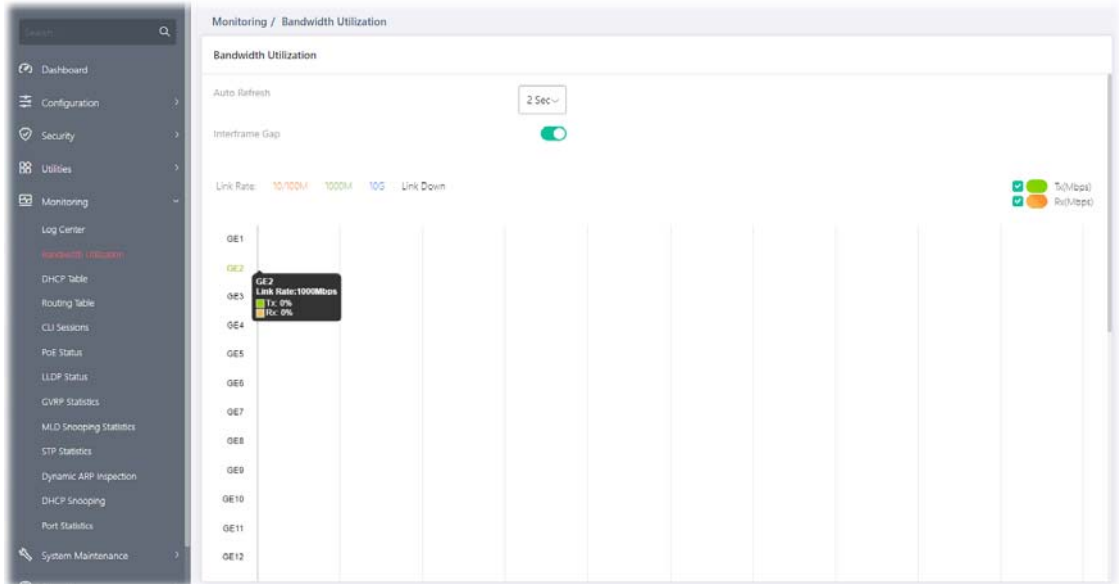 Search
Dashboard
Configuration
Security
Utilities
Monitoring
Log Center
Bandwidth Utilization
DHCP Table
Routing Table
CLI Sessions
PoE Status
LLDP Status
GVRP Statistics
MLD Snooping Statistics
STP Statistics
Dynamic ARP Inspection
DHCP Snooping
Port Statistics
System Maintenance
Monitoring / Bandwidth Utilization
Bandwidth Utilization
Auto Refresh
2 Sec
Interframe Gap
Link Rate: 10/100M 1000M 10G Link Down
Tx(Mbps)
Rx(Mbps)
GE1
GE2
GE2
Link Rate:1000Mbps
Tx: 0%
Rx: 0%
GE3
GE4
GE5
GE6
GE7
GE8
GE9
GE10
GE11
GE12